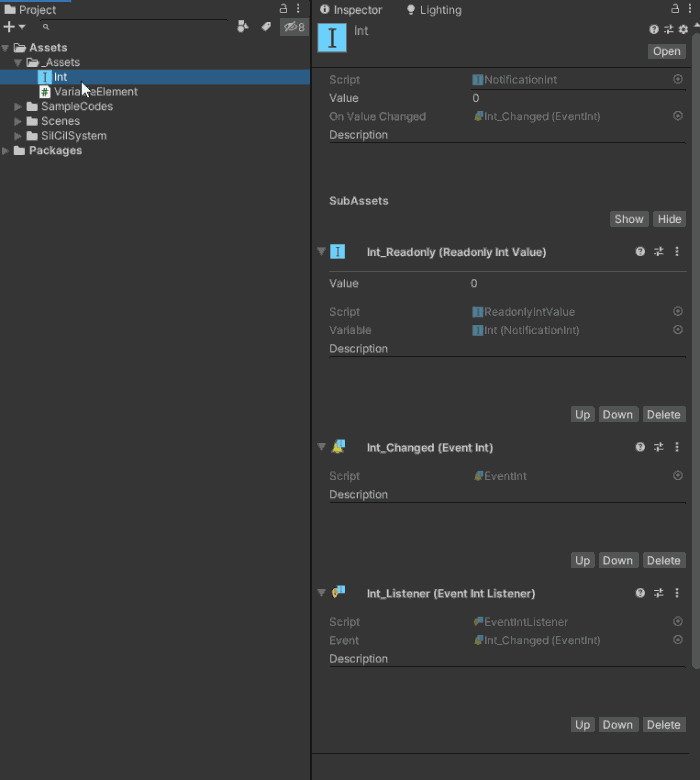 Project
8
Assets
_Assets
Int
VariableElement
SampleCodes
Scenes
SilCilSystem
Packages
Inspector
Lighting
Int
Open
Script NotificationInt
Value 0
On Value Changed Int_Changed (EventInt)
Description
SubAssets
Show Hide
Int_Readonly (Readonly Int Value)
Value 0
Script ReadonlyIntValue
Variable Int (NotificationInt)
Description
Up Down Delete
Int_Changed (Event Int)
Script EventInt
Description
Up Down Delete
Int_Listener (Event Int Listener)
Script EventIntListener
Event Int_Changed (EventInt)
Description
Up Down Delete